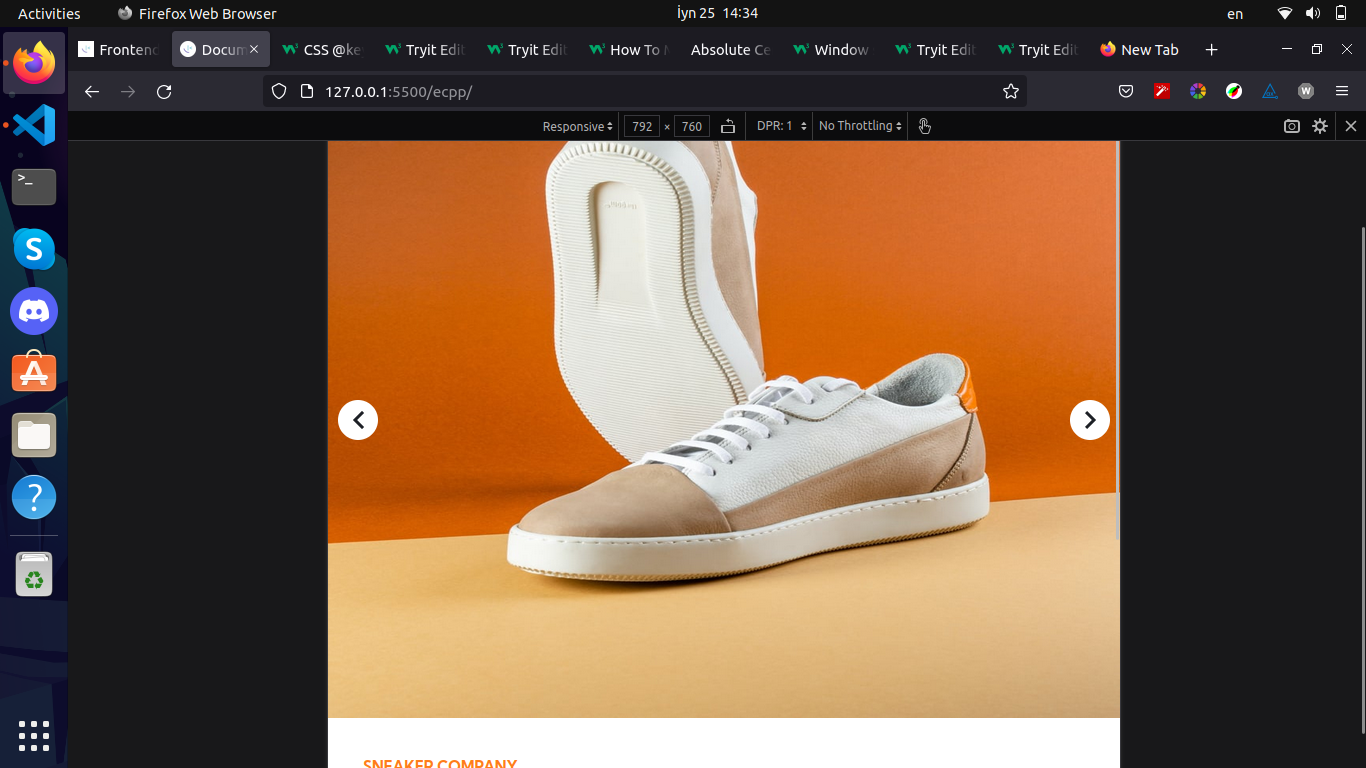 Activities Firefox Web Browser İyn 25 14:34 en
Frontend Docum CSS @key Tryit Edit Tryit Edit How To M Absolute Ce Window Tryit Edit Tryit Edit New Tab
127.0.0.1:5500/ecpp/
Responsive 792 × 760 DPR: 1 No Throttling
SNEAKER COMPANY